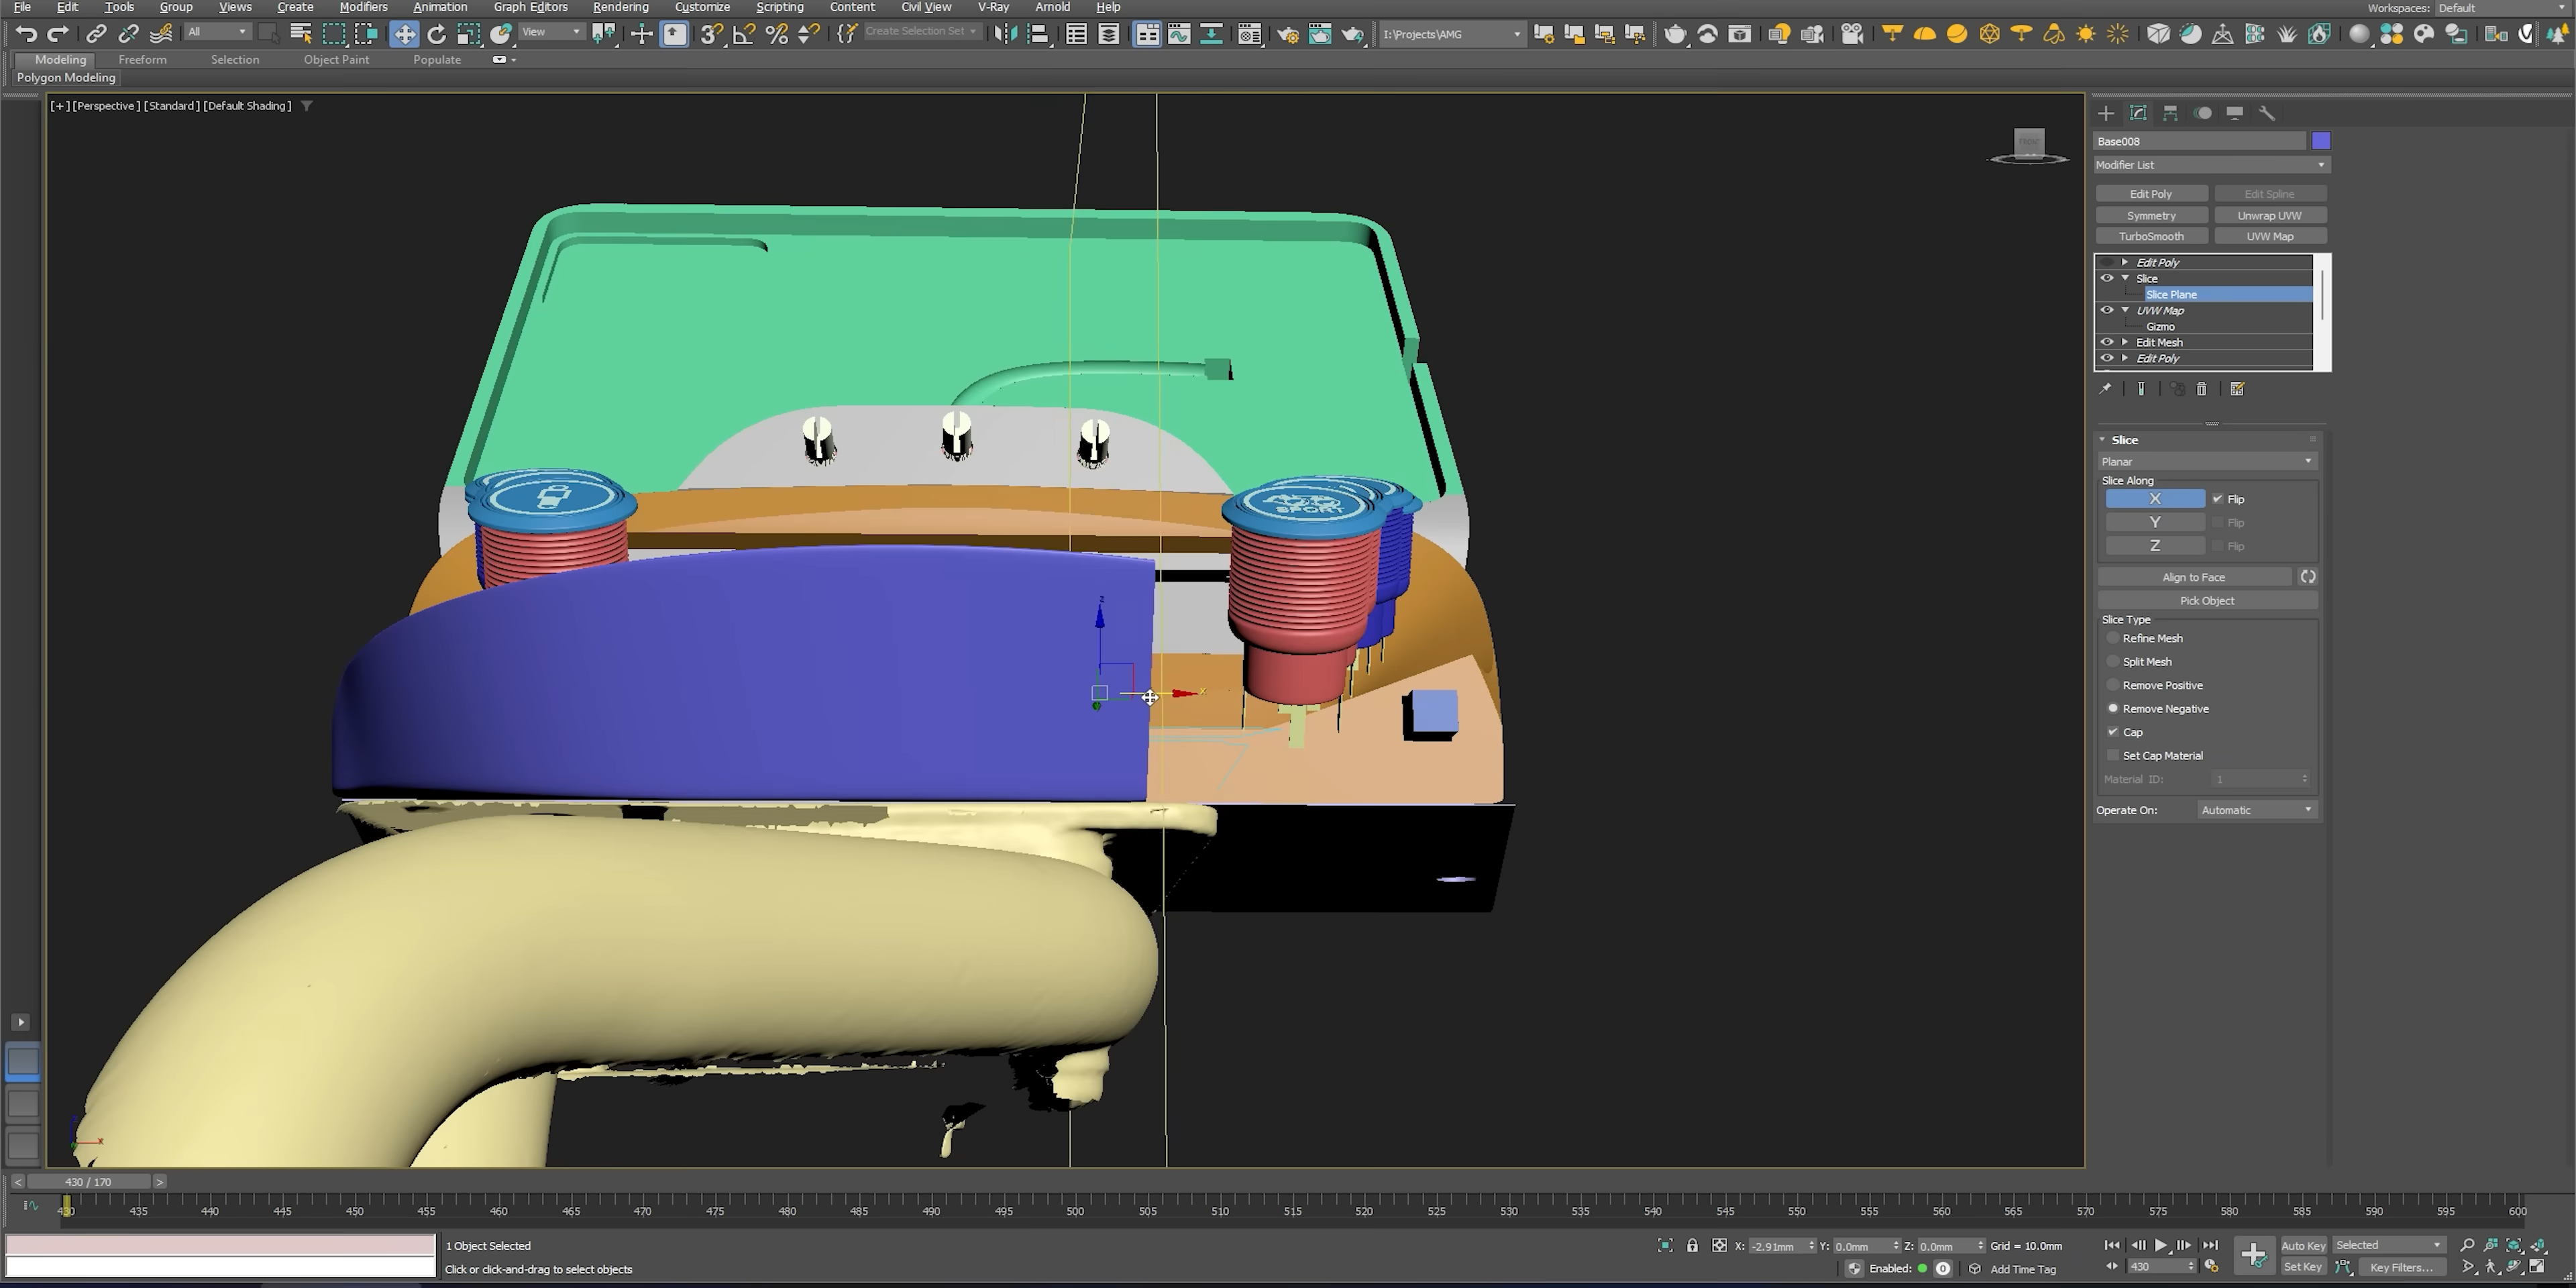 File Edit Tools Group Views Create Modifiers Animation Graph Editors Rendering Customize Scripting Content Civil View V-Ray Arnold Help Workspaces: Default
All View Create Selection Set I:\Projects\AMG
Modeling Freeform Selection Object Paint Populate
Polygon Modeling
[+] [Perspective] [Standard] [Default Shading]
Base008
Modifier List
Edit Poly Edit Spline
Symmetry Unwrap UVW
TurboSmooth UVW Map
Edit Poly
Slice
Slice Plane
UVW Map
Gizmo
Edit Mesh
Edit Poly
Slice
Planar
Slice Along
X Flip
Y Flip
Z Flip
Align to Face
Pick Object
Slice Type
Refine Mesh
Split Mesh
Remove Positive
Remove Negative
Cap
Set Cap Material
Material ID: 1
Operate On: Automatic
SPORT
z
x
x
430 / 170
430 435 440 445 450 455 460 465 470 475 480 485 490 495 500 505 510 515 520 525 530 535 540 545 550 555 560 565 570 575 580 585 590 595 600
1 Object Selected X: -2.91mm Y: 0.0mm Z: 0.0mm Grid = 10.0mm Auto Key Selected
Click or click-and-drag to select objects Enabled: 0 Add Time Tag 430 Set Key Key Filters...